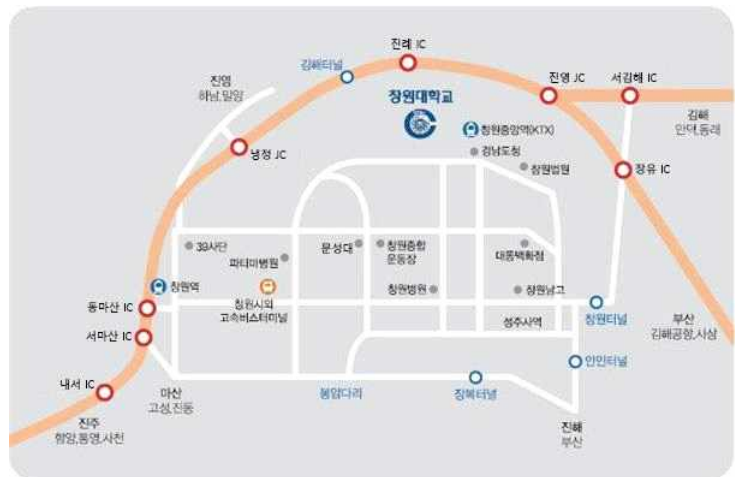 진례 IC
김해터널
진영
하남,밀양
진영 JC
서김해 IC
창원대학교
김해
안덕,동래
창원중앙역(KTX)
냉정 JC
경남도청
창원법원
장유 IC
39사단
문성대
창원종합
운동장
대동백화점
파티마병원
창원역
창원시외
고속버스터미널
창원병원
창원남고
동마산 IC
창원터널
성주사역
부산
김해공항,사상
서마산 IC
안민터널
내서 IC
마산
고성,진동
봉암다리
장복터널
진주
함양,통영,사천
진해
부산